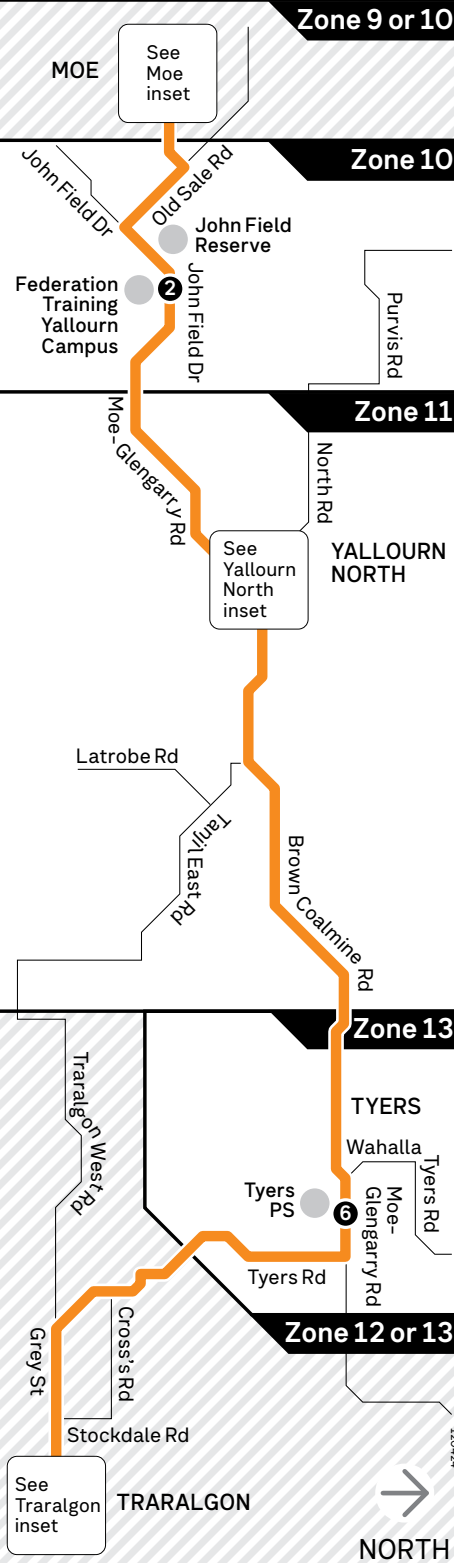 Zone 9 or 10
MOE
See
Moe
inset
Zone 10
John Field Dr
Old Sale Rd
John Field
Reserve
Federation
Training
Yallourn
Campus
2
John Field Dr
Purvis Rd
Zone 11
Moe-Glengarry Rd
North Rd
See
Yallourn
North
inset
YALLOURN
NORTH
Latrobe Rd
Tanjil East Rd
Brown Coalmine Rd
Zone 13
Traralgon West Rd
TYERS
Wahalla
Tyers Rd
Tyers
PS
6
Moe-
Glengarry Rd
Tyers Rd
Zone 12 or 13
Cross's Rd
Grey St
Stockdale Rd
See
Traralgon
inset
TRARALGON
NORTH